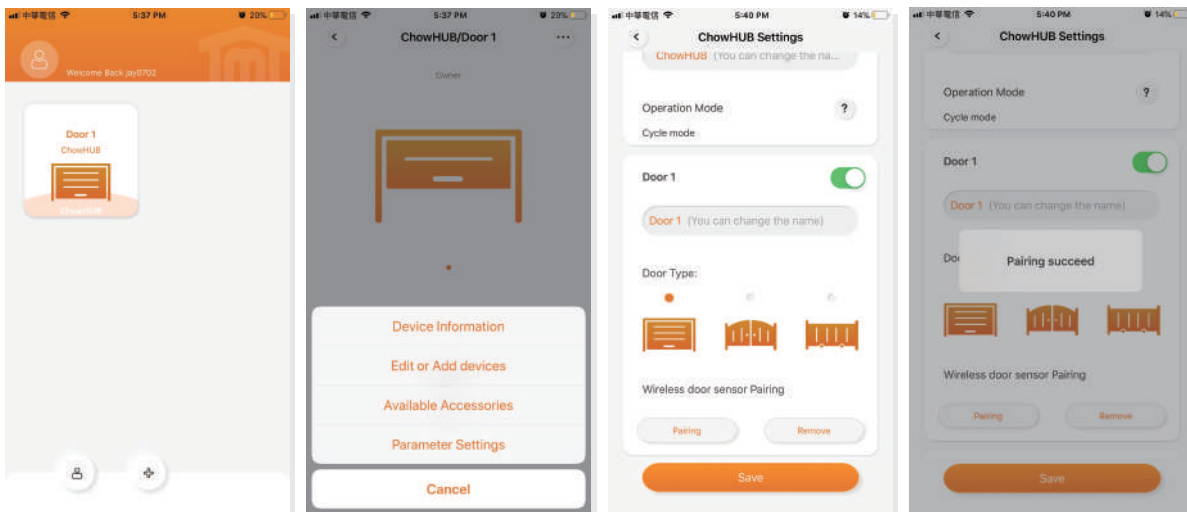 中華電信
5:37 PM
20%
Welcome Back jay0702
Door 1
ChowHUB
ChowHUB
中華電信
5:37 PM
20%
ChowHUB/Door 1
...
Owner
Device Information
Edit or Add devices
Available Accessories
Parameter Settings
Cancel
中華電信
5:40 PM
14%
ChowHUB Settings
ChowHUB (You can change the na...
Operation Mode
?
Cycle mode
Door 1
Door 1 (You can change the name)
Door Type:
Wireless door sensor Pairing
Pairing
Remove
Save
中華電信
5:40 PM
14%
ChowHUB Settings
Operation Mode
?
Cycle mode
Door 1
Door 1 (You can change the name)
Doo
Pairing succeed
Wireless door sensor Pairing
Pairing
Remove
Save